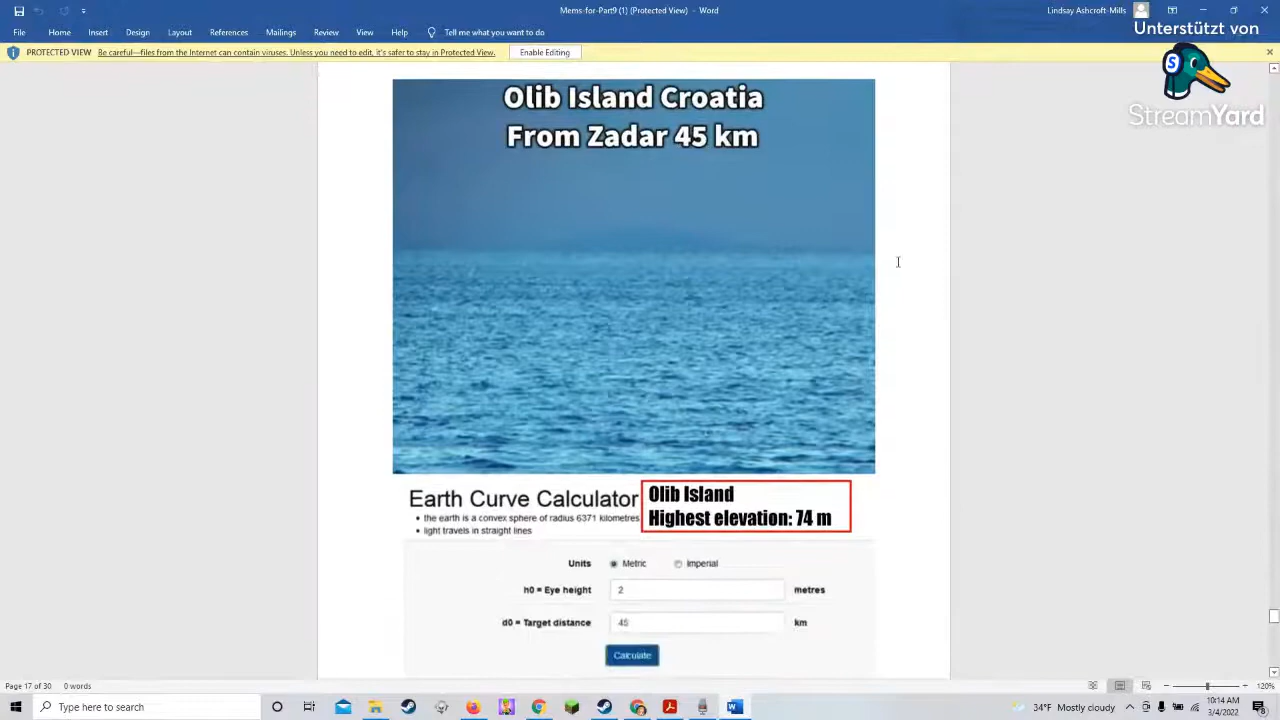 Mems-for-Part9 (1) (Protected View) - Word
Lindsay Ashcroft-Mills
File Home Insert Design Layout References Mailings Review View Help Tell me what you want to do
Unterstützt von
PROTECTED VIEW Be careful—files from the Internet can contain viruses. Unless you need to edit, it's safer to stay in Protected View. Enable Editing
S
StreamYard
Olib Island Croatia
From Zadar 45 km
Earth Curve Calculator
the earth is a convex sphere of radius 6371 kilometres
light travels in straight lines
Olib Island
Highest elevation: 74 m
Units Metric Imperial
h0 = Eye height 2 metres
d0 = Target distance 45 km
Calculate
Page 17 of 30 0 words
120%
Type here to search
34°F Mostly cloudy
10:14 AM
3/4/2022